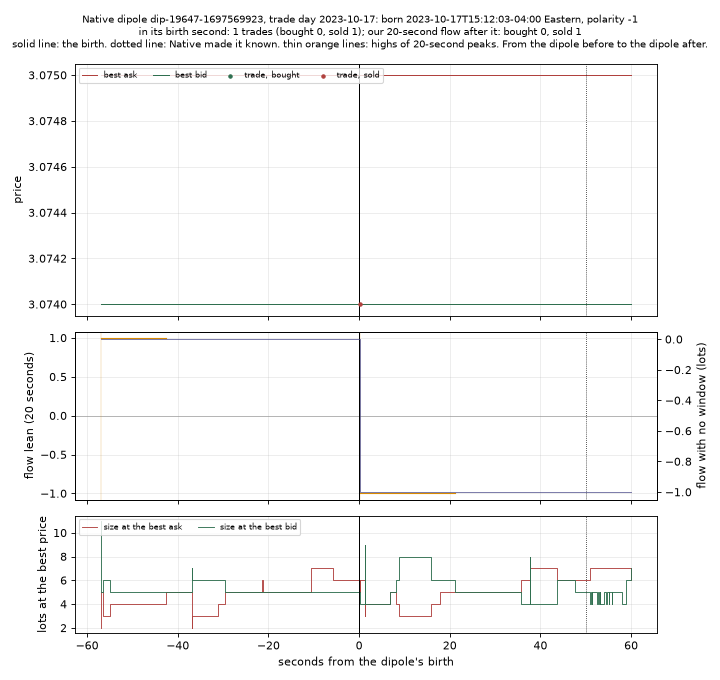 Native dipole dip-19647-1697569923, trade day 2023-10-17: born 2023-10-17T15:12:03-04:00 Eastern, polarity -1
in its birth second: 1 trades (bought 0, sold 1); our 20-second flow after it: bought 0, sold 1
solid line: the birth. dotted line: Native made it known. thin orange lines: highs of 20-second peaks. From the dipole before to the dipole after.
best ask best bid trade, bought trade, sold
3.0750
3.0748
3.0746
3.0744
3.0742
3.0740
price
1.0
0.5
0.0
−0.5
−1.0
flow lean (20 seconds)
0.0
−0.2
−0.4
−0.6
−0.8
−1.0
flow with no window (lots)
size at the best ask size at the best bid
10
8
6
4
2
lots at the best price
−60 −40 −20 0 20 40 60
seconds from the dipole's birth